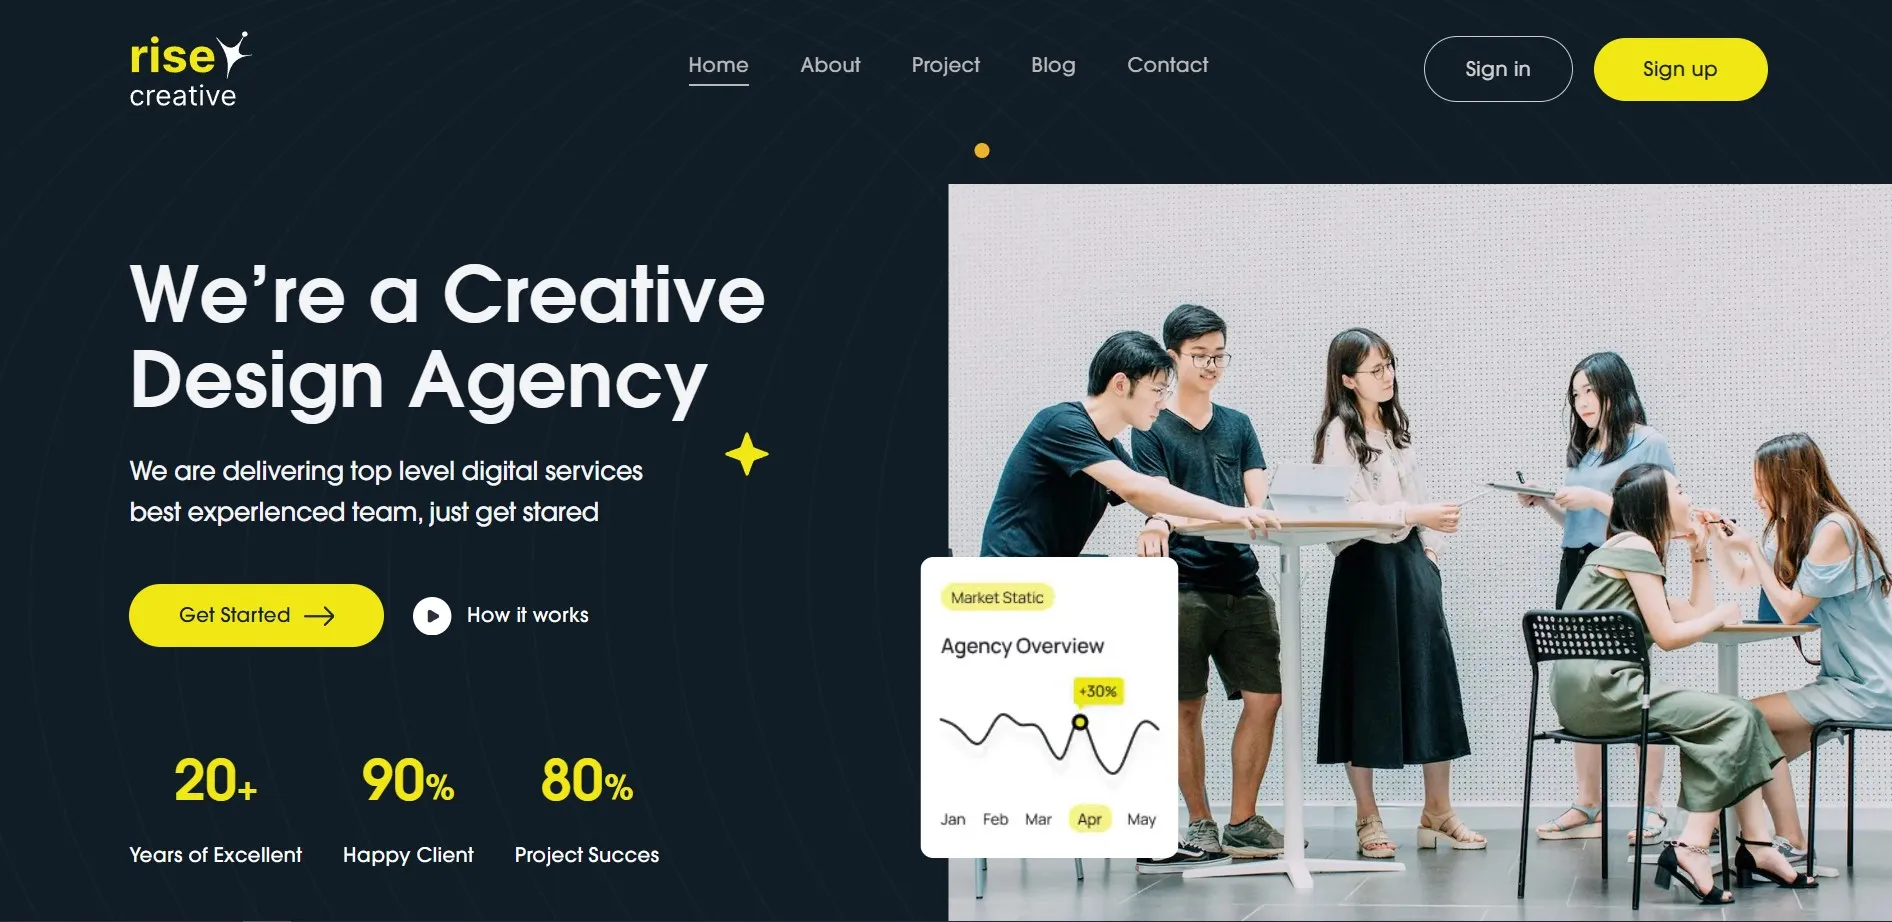 rise
creative
Home About Project Blog Contact
Sign in Sign up
We’re a Creative
Design Agency
We are delivering top level digital services
best experlenced team, just get stared
Get Started How it works
20+ 90% 80%
Years of Excellent Happy Client Project Succes
Market Static
Agency Overview
+30%
Jan Feb Mar Apr May